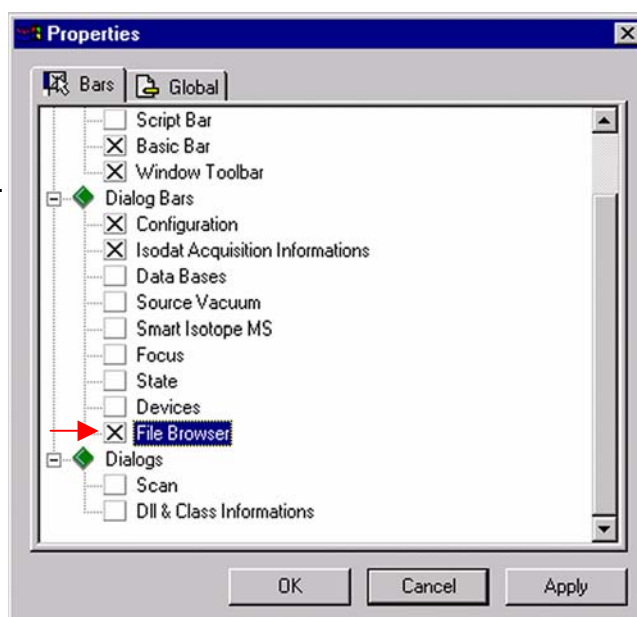 Properties
Bars
Global
Script Bar
Basic Bar
Window Toolbar
Dialog Bars
Configuration
Isodat Acquisition Informations
Data Bases
Source Vacuum
Smart Isotope MS
Focus
State
Devices
File Browser
Dialogs
Scan
Dll & Class Informations
OK
Cancel
Apply